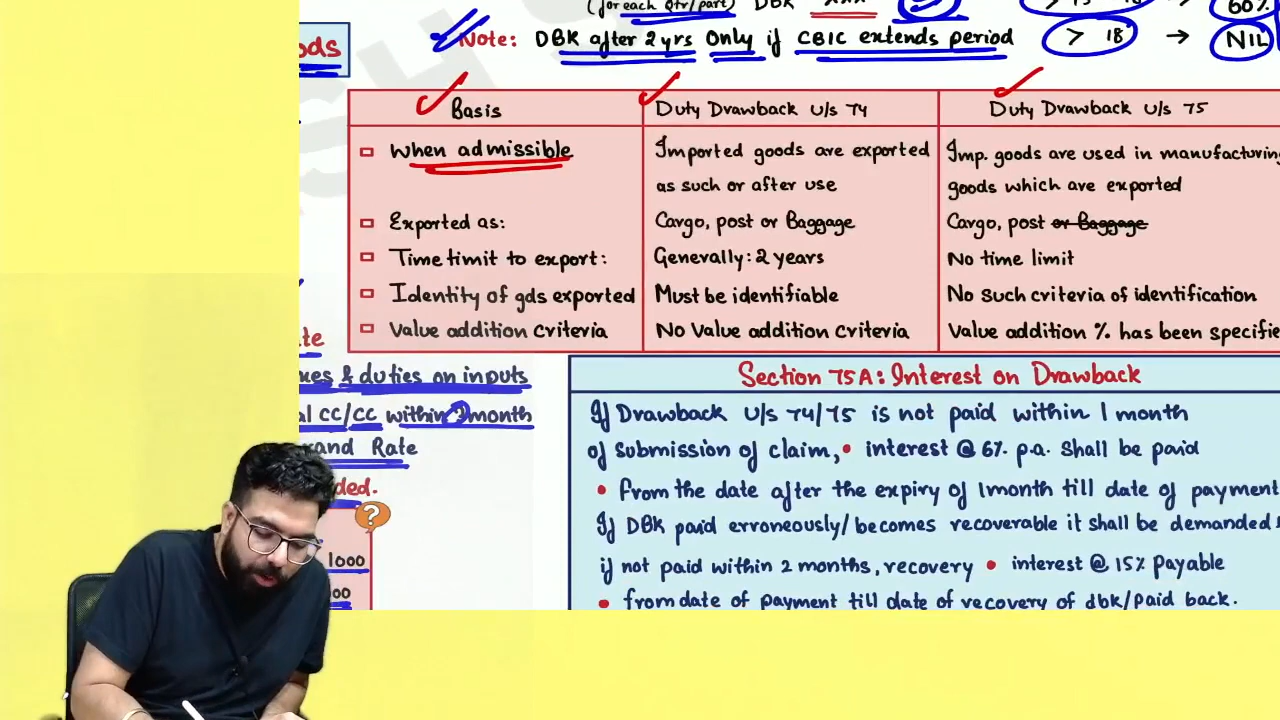 (for each Qtr/part) DBK
60%
Note: DBK after 2 yrs Only if CBIC extends period > 18 → NIL
ods
Basis Duty Drawback U/s 74 Duty Drawback U/s 75
When admissible Imported goods are exported Imp. goods are used in manufacturing
as such or after use goods which are exported
Exported as: Cargo, post or Baggage Cargo, post or Baggage
Time timit to export: Generally: 2 years No time limit
Identity of gds exported Must be identifiable No such criteria of identification
Value addition criteria No Value addition Criteria Value addition % has been specifie
te
xes & duties on inputs
al CC/CC within 3 month
rand Rate
ded.
?
1000
00
Section 75A: Interest on Drawback
If Drawback U/s 74/75 is not paid within 1 month
of submission of claim, • interest @ 6% p.a. Shall be paid
• from the date after the expiry of 1month till date of payment
If DBK paid erroneously/becomes recoverable it shall be demanded &
if not paid within 2 months, recovery • interest @ 15% Payable
• from date of payment till date of recovery of dbk/paid back.